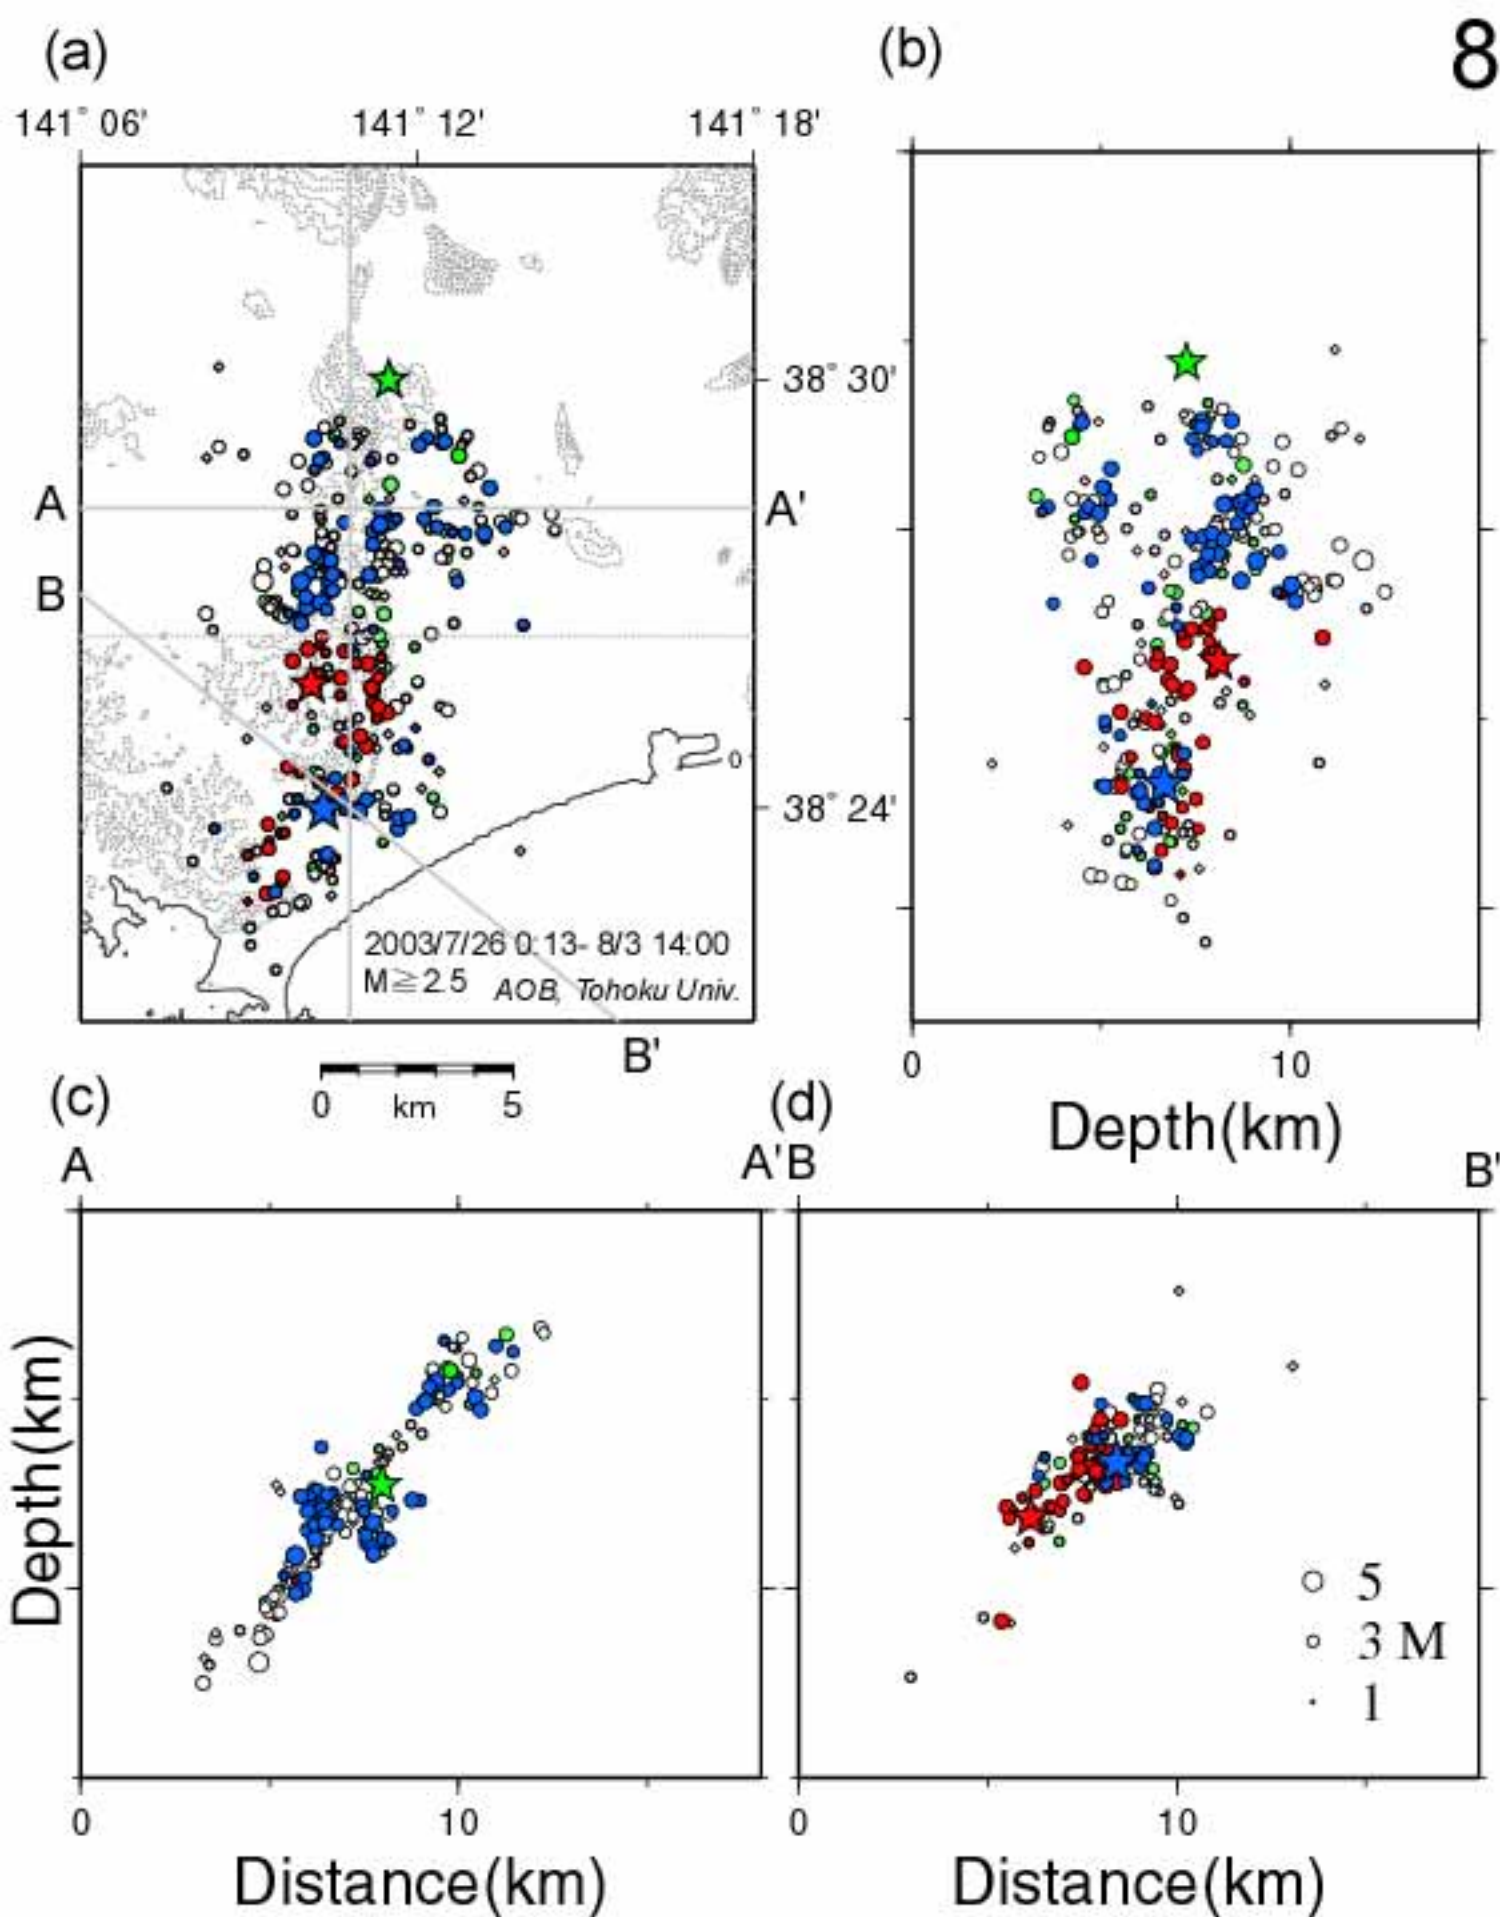 (a)
(b)
8
141° 06'
141° 12'
141° 18'
38° 30'
A
A'
B
0
38° 24'
2003/7/26 0:13- 8/3 14:00
M≧2.5
AOB, Tohoku Univ.
B'
0 km 5
0 10
Depth(km)
(c)
(d)
A
A'
B
B'
Depth(km)
5
3 M
1
0 10
0 10
Distance(km)
Distance(km)